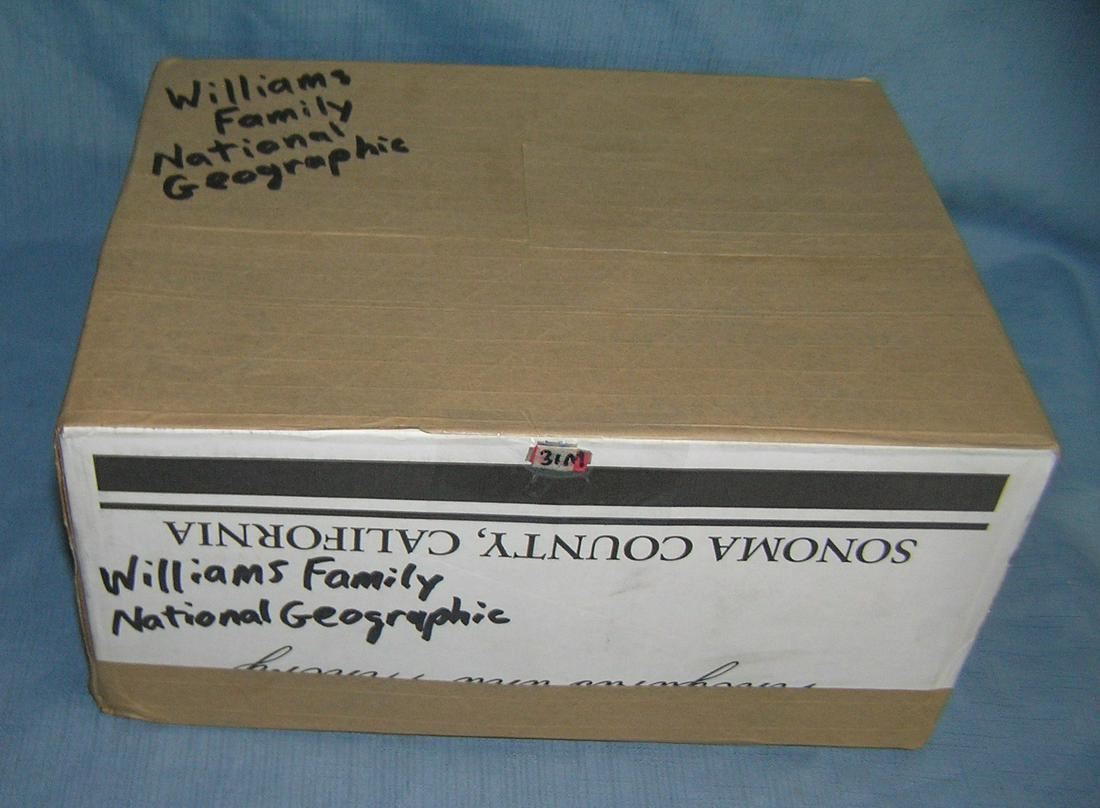 Williams
Family
National
Geographic
31M
SONOMA COUNTY, CALIFORNIA
Williams Family
National Geographic